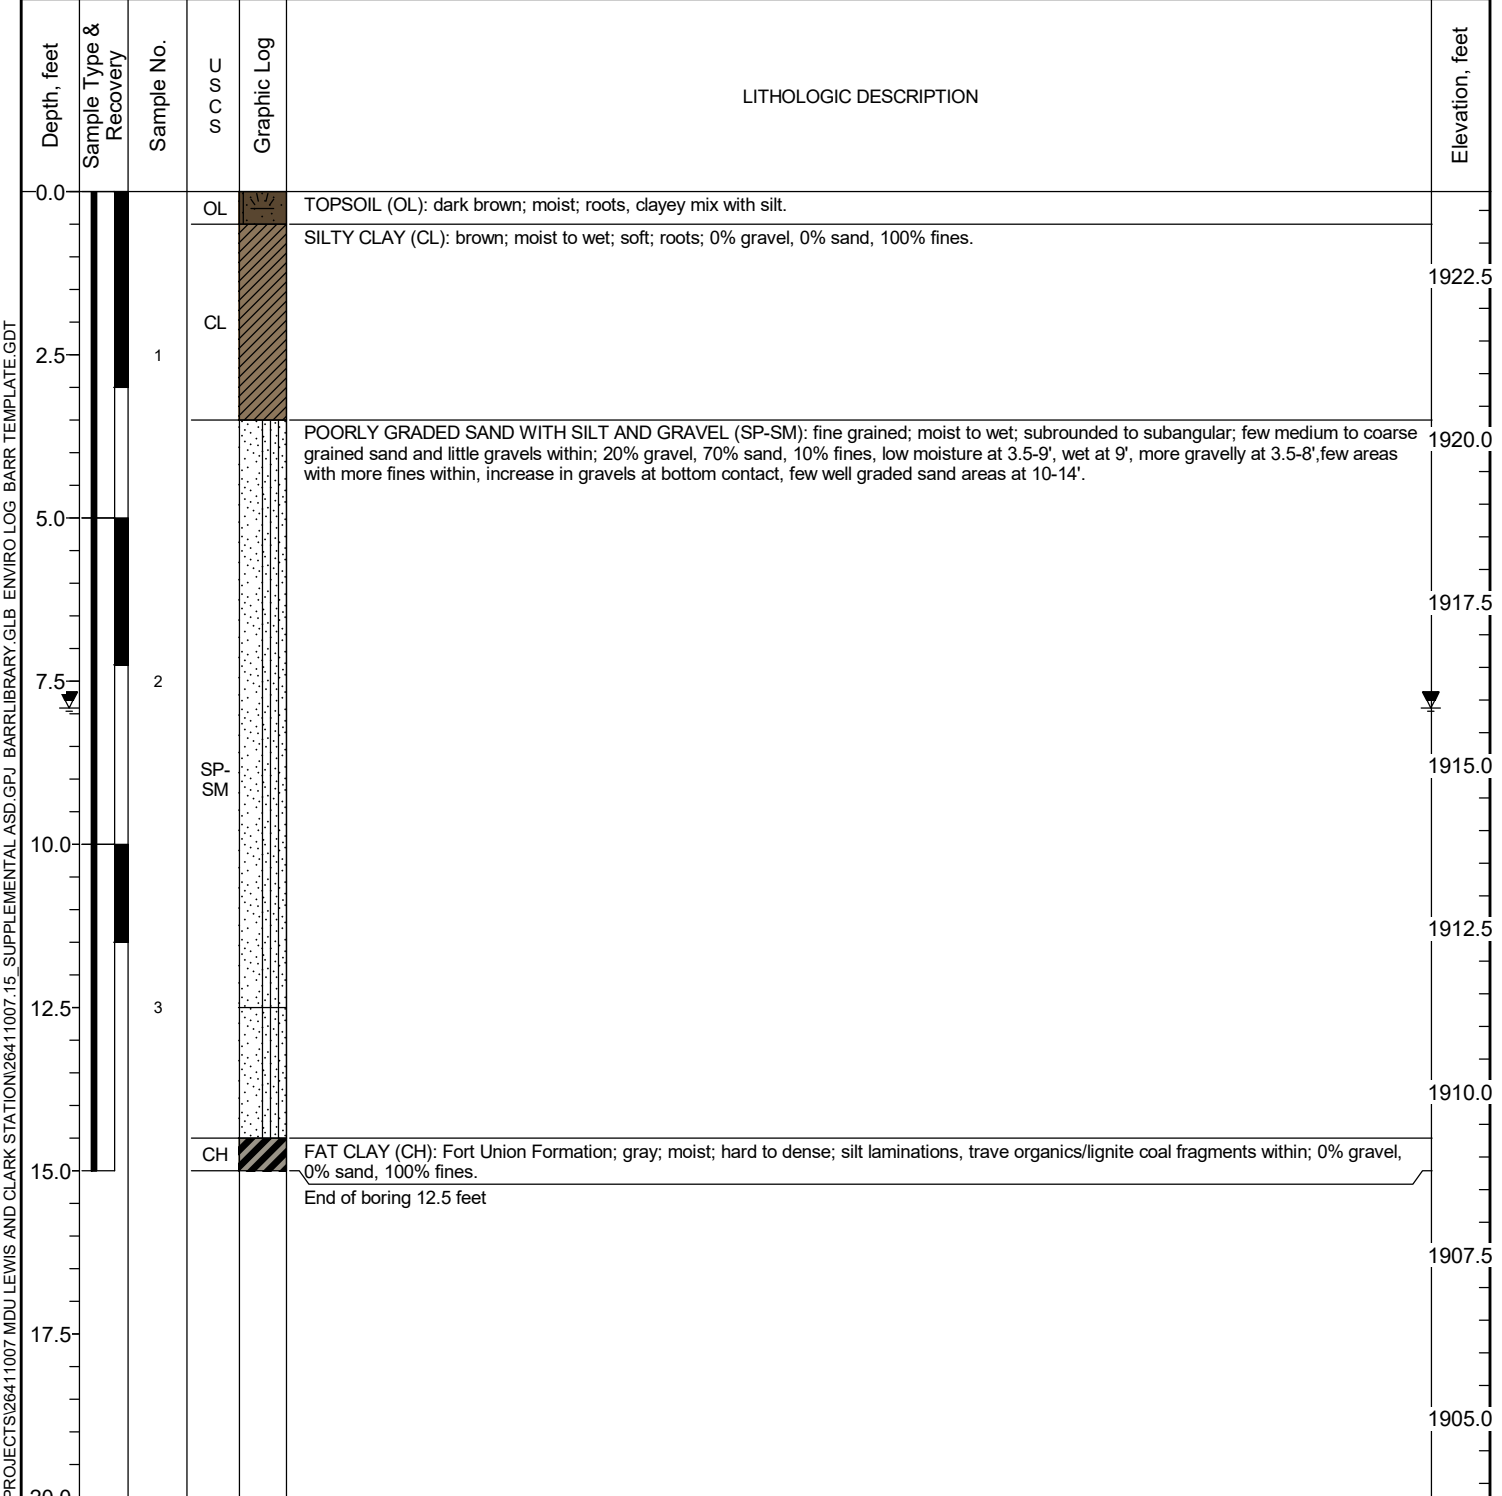 Depth, feet
Sample Type &
Recovery
Sample No.
U
S
C
S
Graphic Log
LITHOLOGIC DESCRIPTION
Elevation, feet
0.0
OL
TOPSOIL (OL): dark brown; moist; roots, clayey mix with silt.
SILTY CLAY (CL): brown; moist to wet; soft; roots; 0% gravel, 0% sand, 100% fines.
1922.5
CL
2.5
1
POORLY GRADED SAND WITH SILT AND GRAVEL (SP-SM): fine grained; moist to wet; subrounded to subangular; few medium to coarse
grained sand and little gravels within; 20% gravel, 70% sand, 10% fines, low moisture at 3.5-9', wet at 9', more gravelly at 3.5-8',few areas
with more fines within, increase in gravels at bottom contact, few well graded sand areas at 10-14'.
1920.0
5.0
1917.5
7.5
2
SP-
SM
1915.0
10.0
1912.5
12.5
3
1910.0
CH
FAT CLAY (CH): Fort Union Formation; gray; moist; hard to dense; silt laminations, trave organics/lignite coal fragments within; 0% gravel,
0% sand, 100% fines.
15.0
End of boring 12.5 feet
1907.5
17.5
1905.0
20.0
PROJECTS\26411007 MDU LEWIS AND CLARK STATION\26411007.15_SUPPLEMENTAL ASD.GPJ BARRLIBRARY.GLB ENVIRO LOG BARR TEMPLATE.GDT